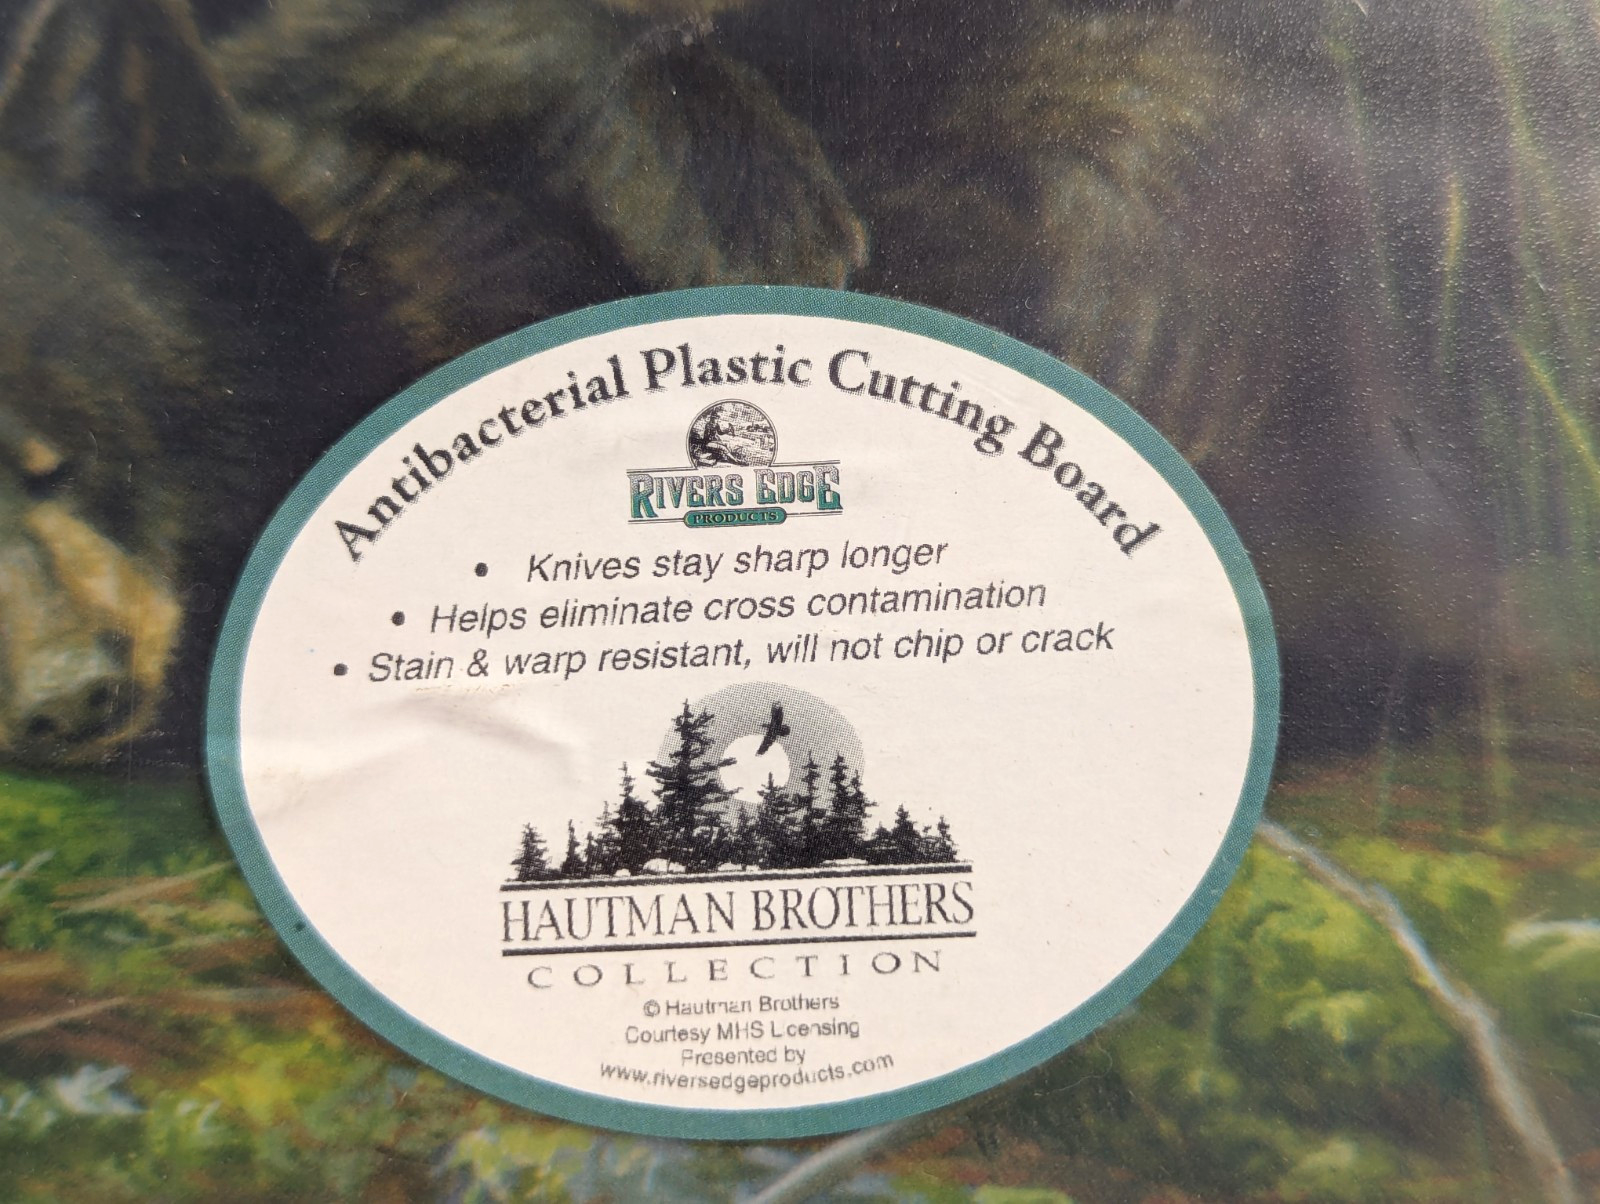 Antibacterial Plastic Cutting Board
RIVERS EDGE
PRODUCTS
• Knives stay sharp longer
• Helps eliminate cross contamination
• Stain & warp resistant, will not chip or crack
HAUTMAN BROTHERS
COLLECTION
© Hautman Brothers
Courtesy MHS Licensing
Presented by
www.riversedgeproducts.com